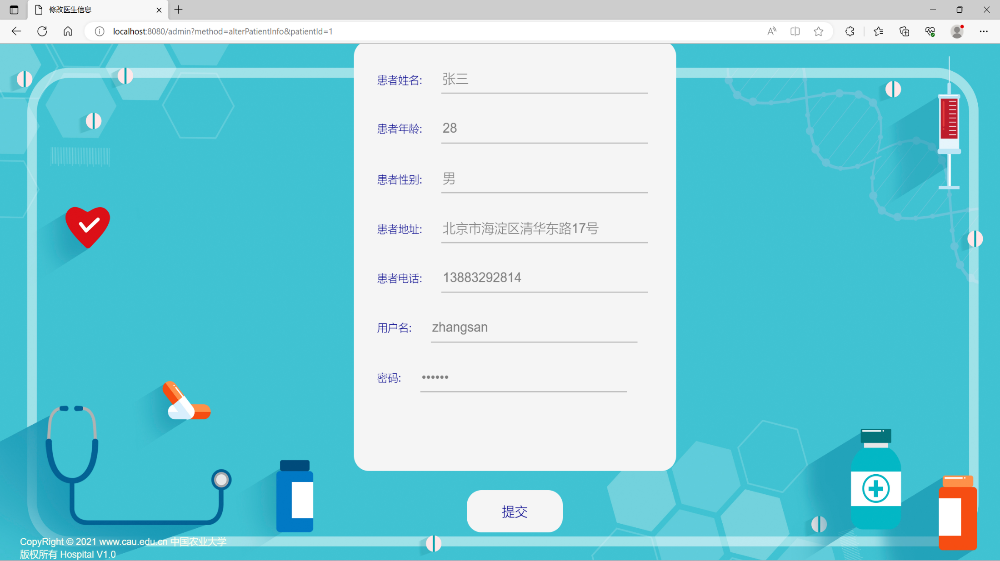 修改医生信息
localhost:8080/admin?method=alterPatientInfo&patientId=1
患者姓名: 张三
患者年龄: 28
患者性别: 男
患者地址: 北京市海淀区清华东路17号
患者电话: 13883292814
用户名: zhangsan
密码: ••••••
提交
CopyRight © 2021 www.cau.edu.cn 中国农业大学
版权所有 Hospital V1.0